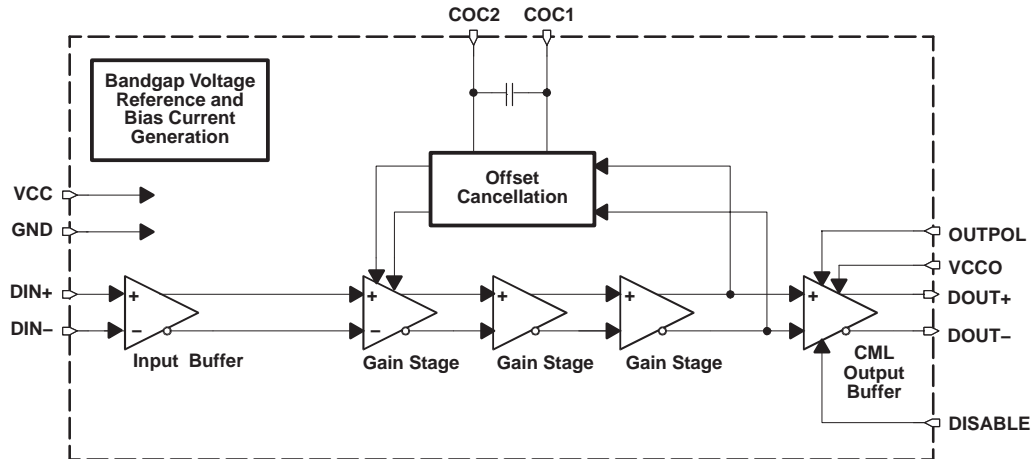 COC2 COC1
Bandgap Voltage
Reference and
Bias Current
Generation
Offset
Cancellation
VCC
GND
OUTPOL
VCCO
DIN+
DIN−
+
−
+
−
+
+
+
DOUT+
DOUT−
Input Buffer
Gain Stage
Gain Stage
Gain Stage
CML
Output
Buffer
DISABLE